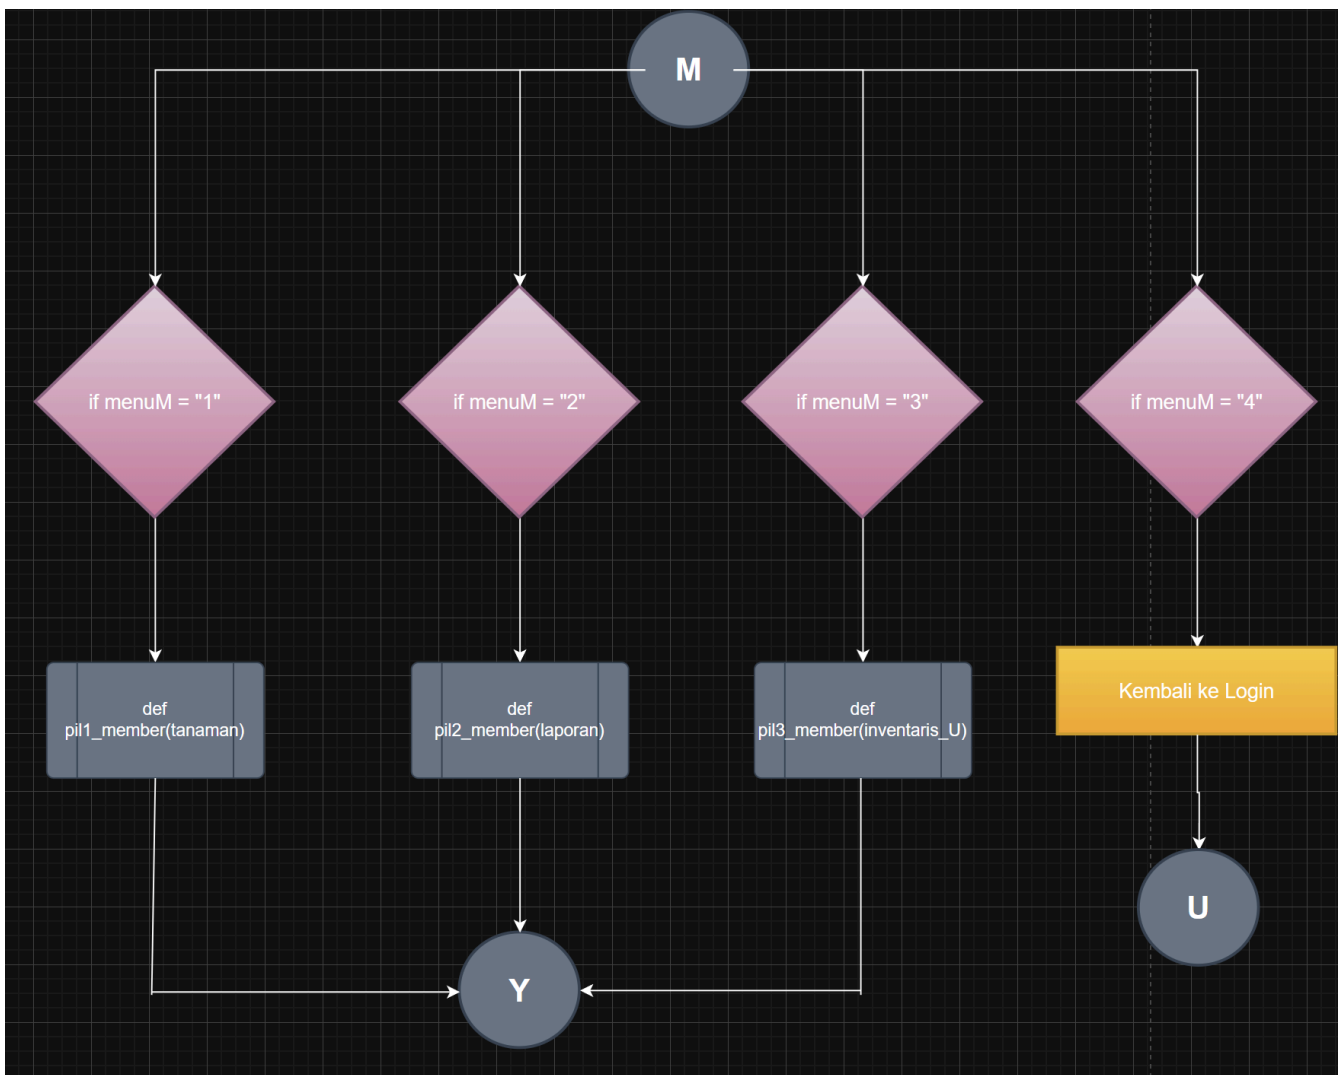 M
if menuM = "1"
if menuM = "2"
if menuM = "3"
if menuM = "4"
def
pil1_member(tanaman)
def
pil2_member(laporan)
def
pil3_member(inventaris_U)
Kembali ke Login
U
Y